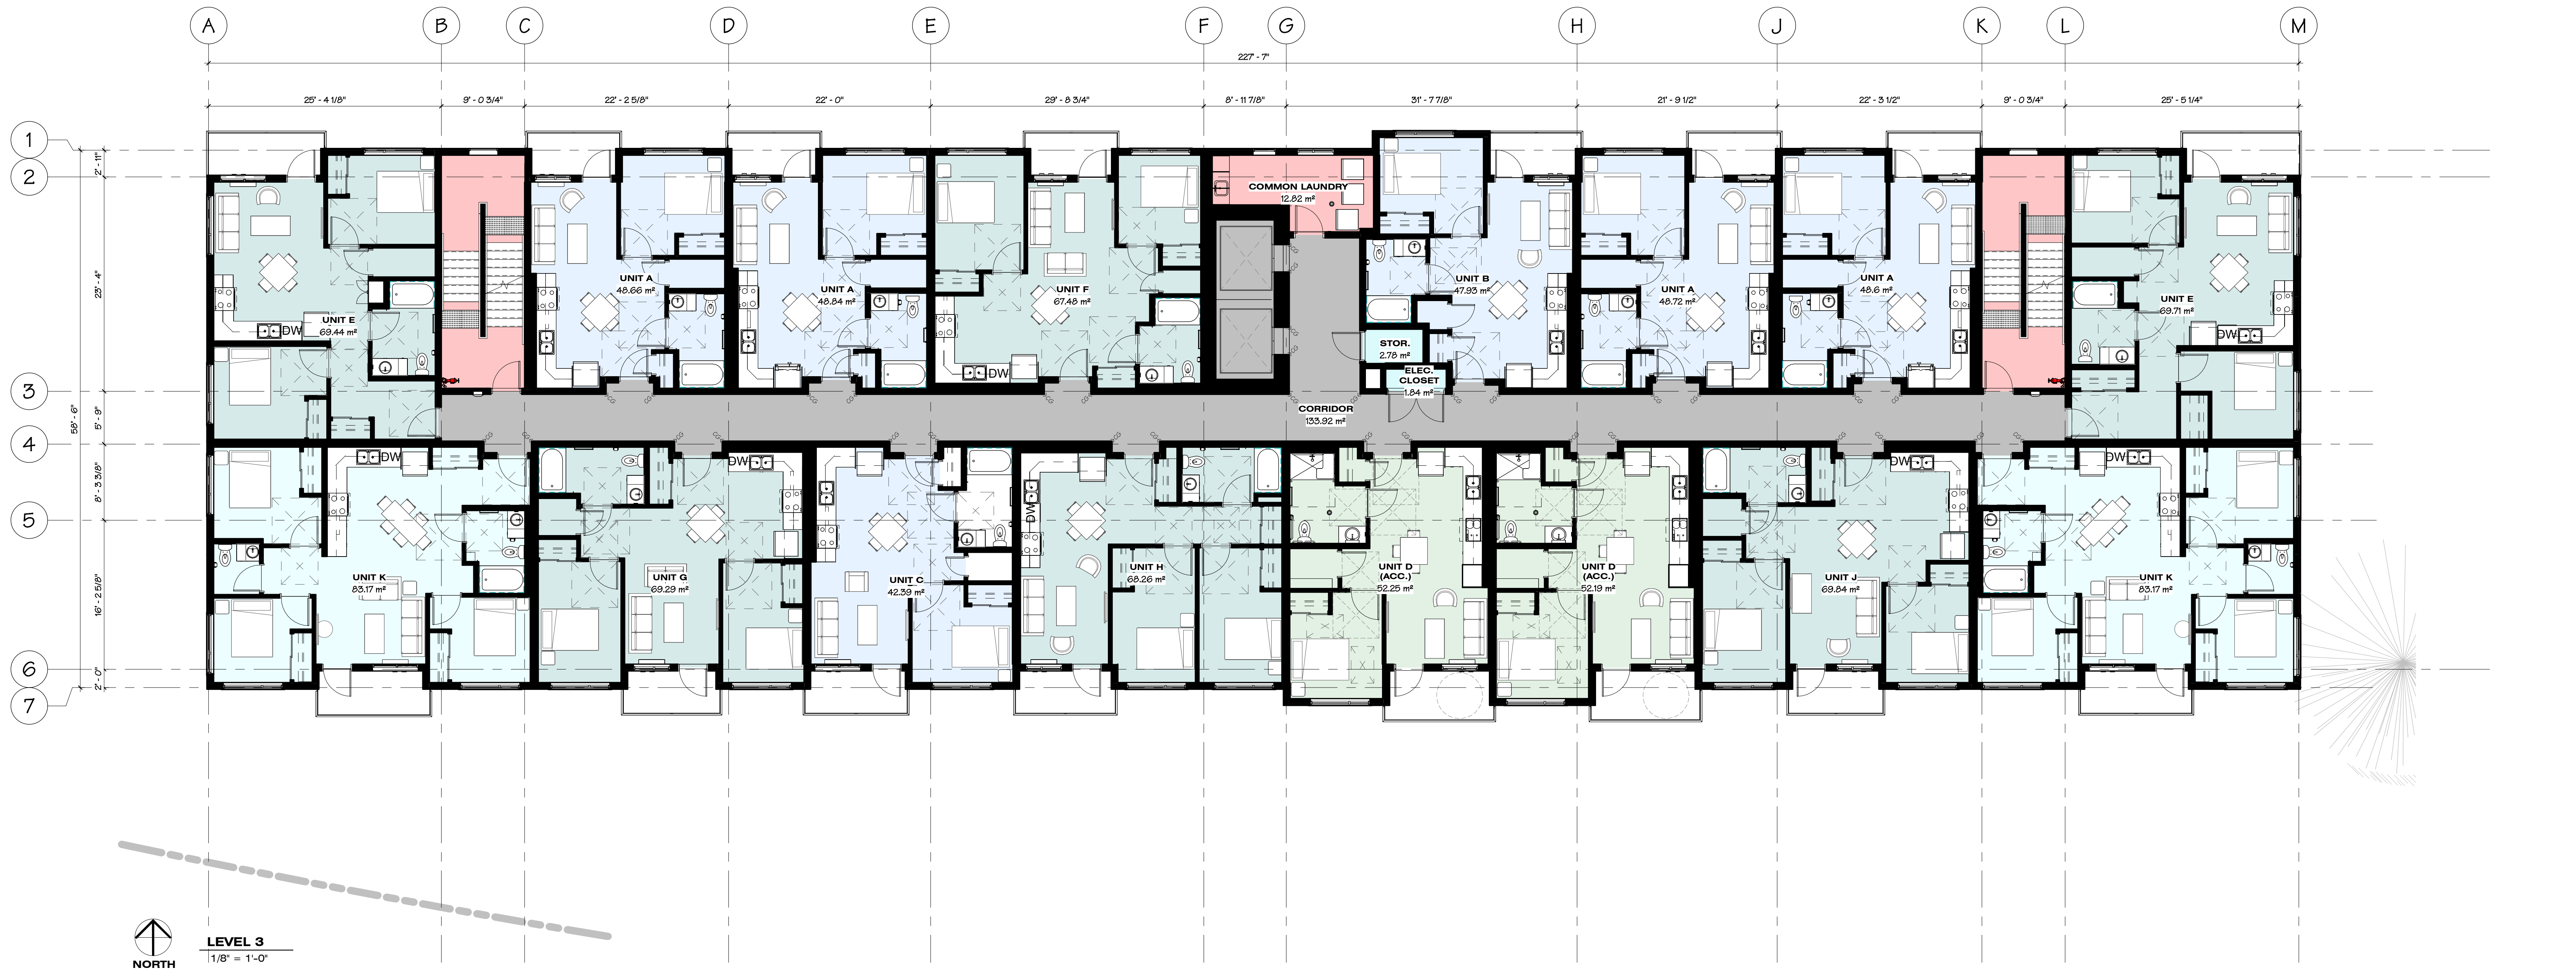 A B C D E F G H J K L M
227' - 7"
25' - 4 1/8" 9' - 0 3/4" 22' - 2 5/8" 22' - 0" 29' - 8 3/4" 8' - 11 7/8" 31' - 7 7/8" 21' - 9 1/2" 22' - 3 1/2" 9' - 0 3/4" 25' - 5 1/4"
1
2
3
4
5
6
7
2' - 11"
23' - 4"
5' - 9"
58' - 6"
8' - 3 3/8"
16' - 2 5/8"
2' - 0"
COMMON LAUNDRY
12.82 m²
UNIT E
69.44 m²
DW
UNIT A
48.66 m²
UNIT A
48.84 m²
UNIT F
67.48 m²
DW
UNIT B
47.93 m²
UNIT A
48.72 m²
UNIT A
48.6 m²
UNIT E
69.71 m²
DW
STOR.
2.78 m²
ELEC.
CLOSET
1.84 m²
CORRIDOR
133.92 m²
DW
UNIT K
83.17 m²
DW
UNIT G
69.29 m²
UNIT C
42.39 m²
DW
UNIT H
68.26 m²
UNIT D
(ACC.)
52.25 m²
UNIT D
(ACC.)
52.19 m²
DW
UNIT J
69.84 m²
DW
UNIT K
83.17 m²
NORTH
LEVEL 3
1/8" = 1'-0"